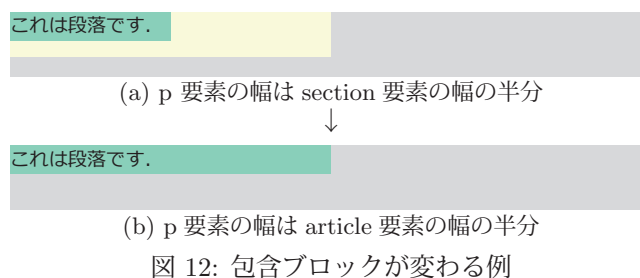 これは段落です.
(a) p 要素の幅は section 要素の幅の半分
↓
これは段落です.
(b) p 要素の幅は article 要素の幅の半分
図 12: 包含ブロックが変わる例